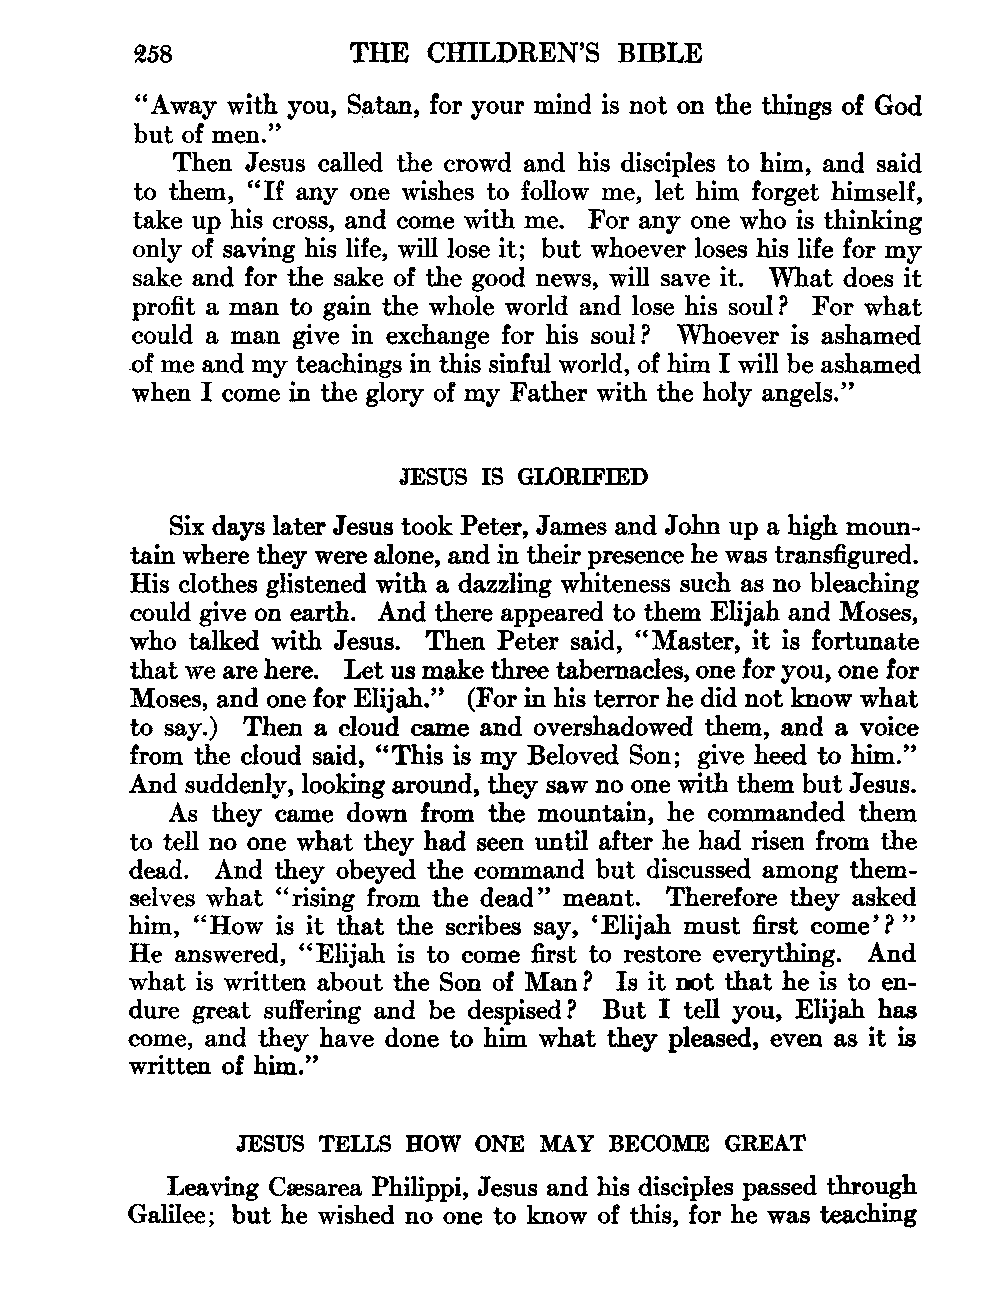 258 THE CHILDREN'S BIBLE
“Away with you, Satan, for your mind is not on the things of God
but of men.”
Then Jesus called the crowd and his disciples to him, and said
to them, “If any one wishes to follow me, let him forget himself,
take up his cross, and come with me. For any one who is thinking
only of saving his life, will lose it; but whoever loses his life for my
sake and for the sake of the good news, will save it. What does it
profit a man to gain the whole world and lose his soul? For what
could a man give in exchange for his soul? Whoever is ashamed
of me and my teachings in this sinful world, of him I will be ashamed
when I come in the glory of my Father with the holy angels.”
JESUS IS GLORIFIED
Six days later Jesus took Peter, James and John up a high moun-
tain where they were alone, and in their presence he was transfigured.
His clothes glistened with a dazzling whiteness such as no bleaching
could give on earth. And there appeared to them Elijah and Moses,
who talked with Jesus. Then Peter said, “Master, it is fortunate
that we are here. Let us make three tabernacles, one for you, one for
Moses, and one for Elijah.” (For in his terror he did not know what
to say.) Then a cloud came and overshadowed them, and a voice
from the cloud said, “This is my Beloved Son; give heed to him.”
And suddenly, looking around, they saw no one with them but Jesus.
As they came down from the mountain, he commanded them
to tell no one what they had seen until after he had risen from the
dead. And they obeyed the command but discussed among them-
selves what “rising from the dead” meant. Therefore they asked
him, “How is it that the scribes say, ‘Elijah must first come’?”
He answered, “Elijah is to come first to restore everything. And
what is written about the Son of Man? Is it not that he is to en-
dure great suffering and be despised? But I tell you, Elijah has
come, and they have done to him what they pleased, even as it is
written of him.”
JESUS TELLS HOW ONE MAY BECOME GREAT
Leaving Cæsarea Philippi, Jesus and his disciples passed through
Galilee; but he wished no one to know of this, for he was teaching